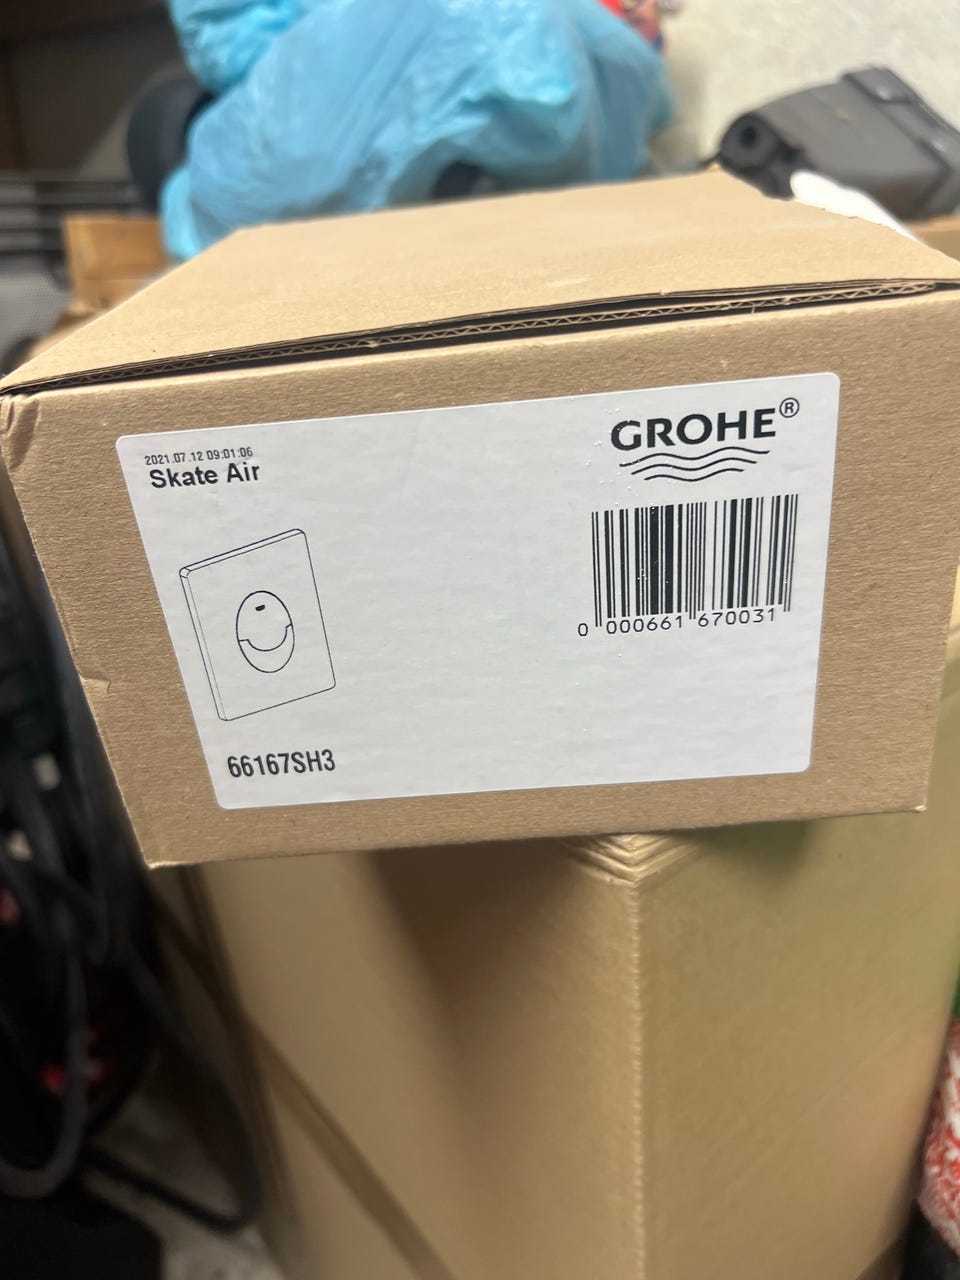 2021.07.12 09:01:06
Skate Air
GROHE®
0 000661 670031
66167SH3